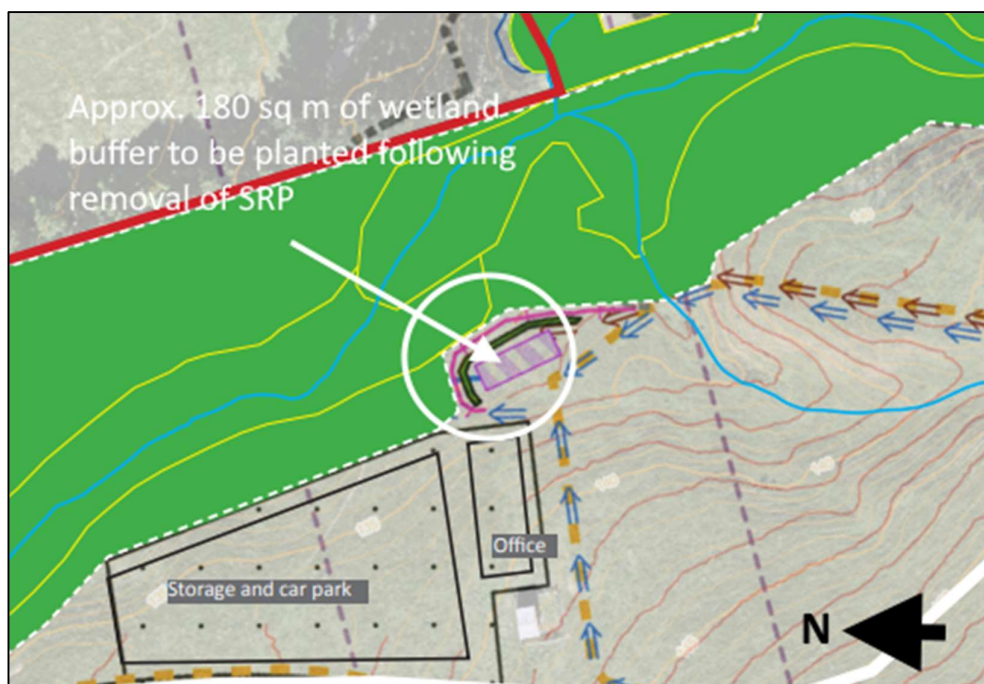 Approx. 180 sq m of wetland
buffer to be planted following
removal of SRP
Office
Storage and car park
N